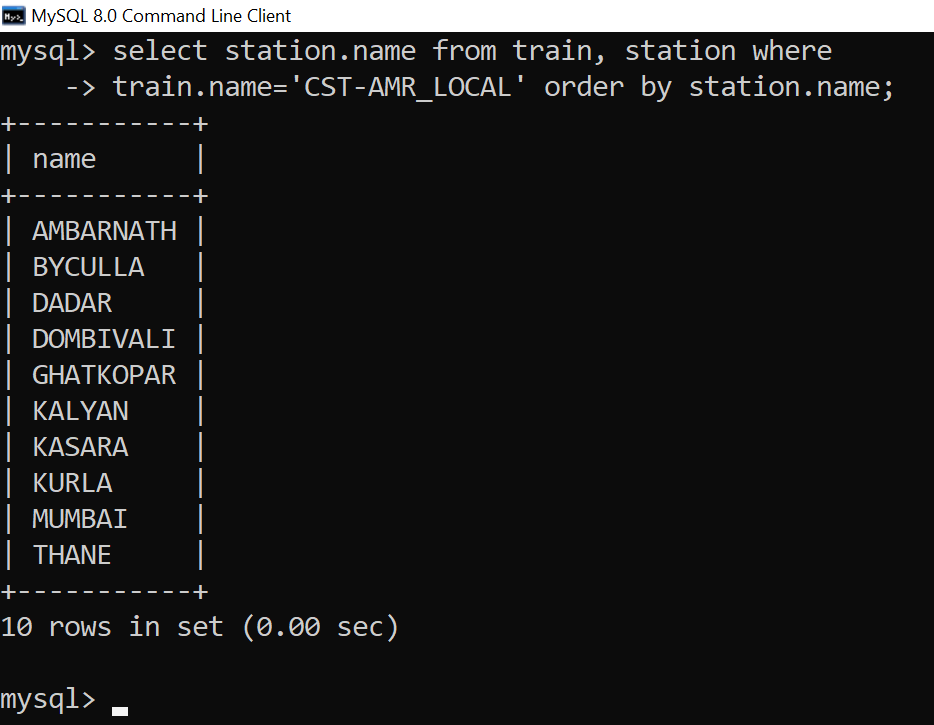 MySQL 8.0 Command Line Client
mysql> select station.name from train, station where
    -> train.name='CST-AMR_LOCAL' order by station.name;
+-----------+
| name      |
+-----------+
| AMBARNATH |
| BYCULLA   |
| DADAR     |
| DOMBIVALI |
| GHATKOPAR |
| KALYAN    |
| KASARA    |
| KURLA     |
| MUMBAI    |
| THANE     |
+-----------+
10 rows in set (0.00 sec)
mysql>